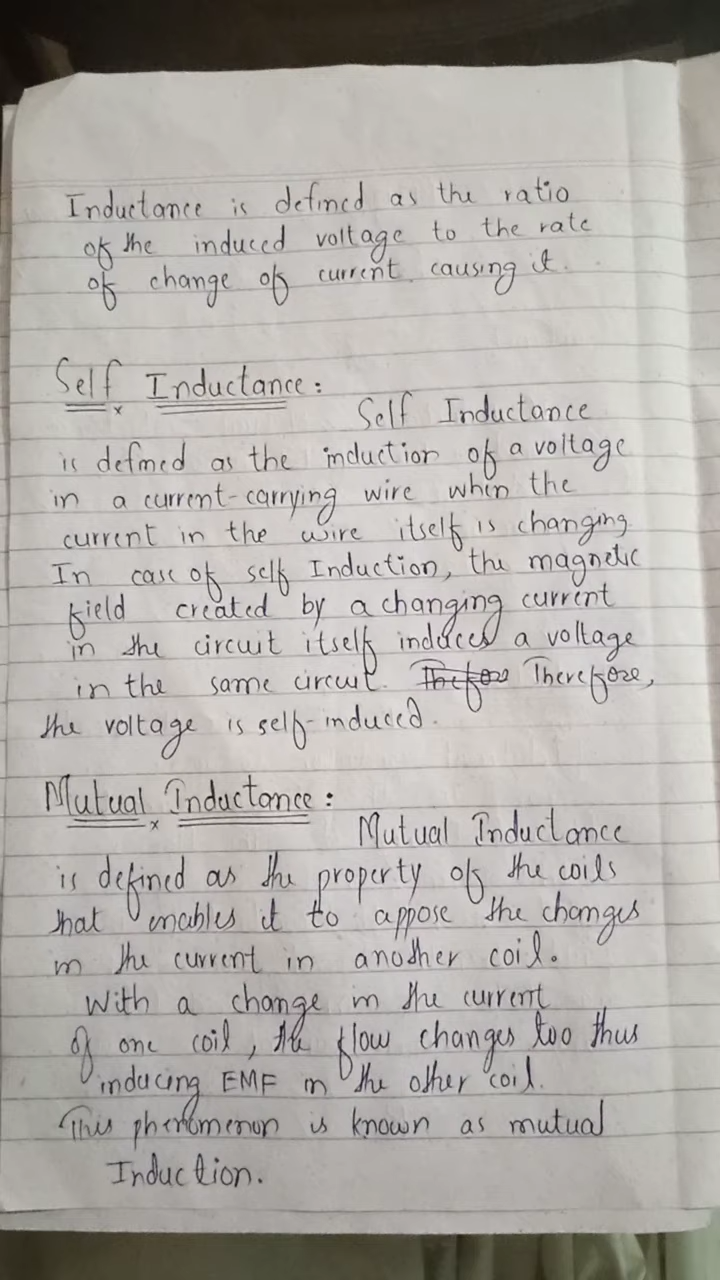 Inductance is defined as the ratio
of the induced voltage to the rate
of change of current causing it.
Self Inductance:
Self Inductance
is defined as the induction of a voltage
in a current-carrying wire when the
current in the wire itself is changing.
In case of self Induction, the magnetic
field created by a changing current
in the circuit itself induces a voltage
in the same circuit. Therefore,
the voltage is self-induced.
Mutual Inductance:
Mutual Inductance
is defined as the property of the coils
that enables it to appose the changes
in the current in another coil.
With a change in the current
of one coil, the flow changes too thus
inducing EMF in the other coil.
This phenomenon is known as mutual
Induction.